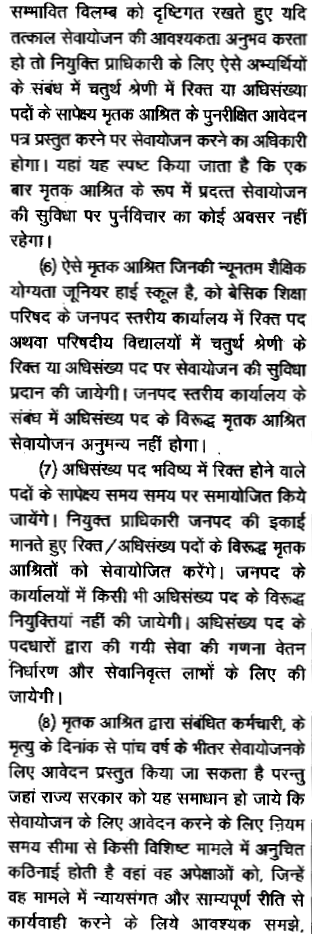 सम्भावित विलम्ब को दृष्टिगत रखते हुए यदि
तत्काल सेवायोजन की आवश्यकता अनुभव करता
हो तो नियुक्ति प्राधिकारी के लिए ऐसे अभ्यर्थियों
के संबंध में चतुर्थ श्रेणी में रिक्त या अधिसंख्या
पदों के सापेक्ष्य मृतक आश्रित के पुनरीक्षित आवेदन
पत्र प्रस्तुत करने पर सेवायोजन करने का अधिकारी
होगा। यहां यह स्पष्ट किया जाता है कि एक
बार मृतक आश्रित के रूप में प्रदत्त सेवायोजन
की सुविधा पर पुर्नविचार का कोई अवसर नहीं
रहेगा।
(6) ऐसे मृतक आश्रित जिनकी न्यूनतम शैक्षिक
योग्यता जूनियर हाई स्कूल है, को बेसिक शिक्षा
परिषद के जनपद स्तरीय कार्यालय में रिक्त पद
अथवा परिषदीय विद्यालयों में चतुर्थ श्रेणी के
रिक्त या अधिसंख्य पद पर सेवायोजन की सुविधा
प्रदान की जायेगी। जनपद स्तरीय कार्यालय के
संबंध में अधिसंख्य पद के विरूद्ध मृतक आश्रित
सेवायोजन अनुमन्य नहीं होगा।
(7) अधिसंख्य पद भविष्य में रिक्त होने वाले
पदों के सापेक्ष्य समय समय पर समायोजित किये
जायेंगे। नियुक्त प्राधिकारी जनपद की इकाई
मानते हुए रिक्त/अधिसंख्य पदों के विरूद्ध मृतक
आश्रितों को सेवायोजित करेंगे। जनपद के
कार्यालयों में किसी भी अधिसंख्य पद के विरूद्ध
नियुक्तियां नहीं की जायेगी। अधिसंख्य पद के
पदधारों द्वारा की गयी सेवा की गणना वेतन
निर्धारण और सेवानिवृत्त लाभों के लिए की
जायेगी।
(8) मृतक आश्रित द्वारा संबंधित कर्मचारी, के
मृत्यु के दिनांक से पांच वर्ष के भीतर सेवायोजनके
लिए आवेदन प्रस्तुत किया जा सकता है परन्तु
जहां राज्य सरकार को यह समाधान हो जाये कि
सेवायोजन के लिए आवेदन करने के लिए नियम
समय सीमा से किसी विशिष्ट मामले में अनुचित
कठिनाई होती है वहां वह अपेक्षाओं को, जिन्हें
वह मामले में न्यायसंगत और साम्यपूर्ण रीति से
कार्यवाही करने के लिये आवश्यक समझे,